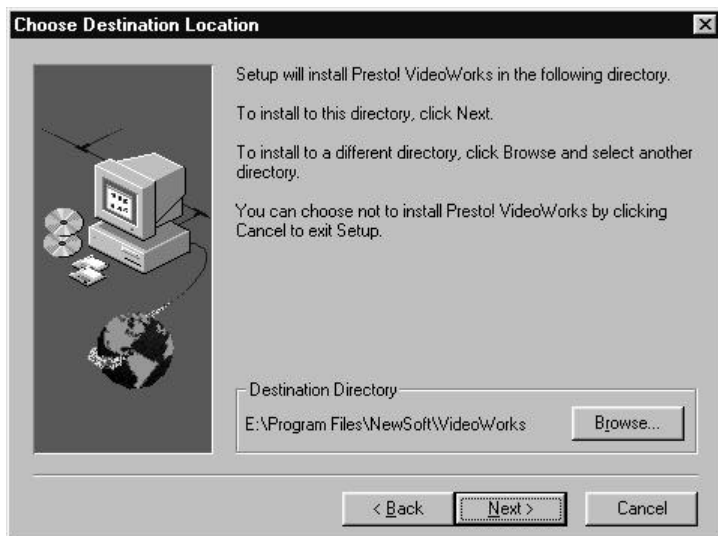 Choose Destination Location
Setup will install Presto! VideoWorks in the following directory.
To install to this directory, click Next.
To install to a different directory, click Browse and select another
directory.
You can choose not to install Presto! VideoWorks by clicking
Cancel to exit Setup.
Destination Directory
E:\Program Files\NewSoft\VideoWorks
Browse...
< Back
Next >
Cancel